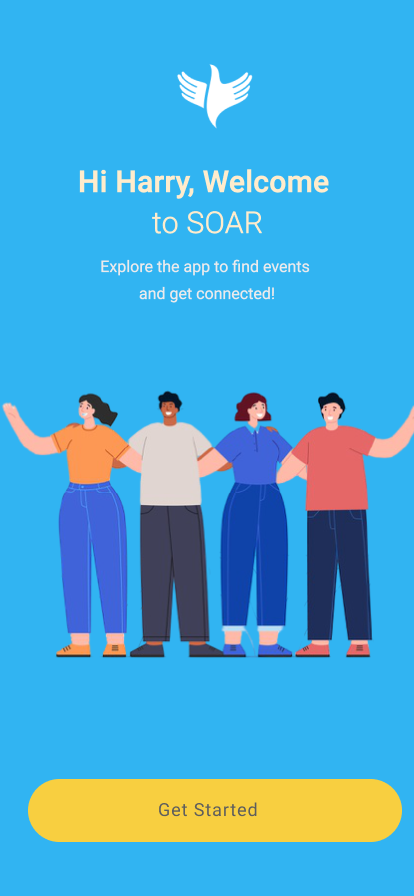 Hi Harry, Welcome
to SOAR
Explore the app to find events
and get connected!
Get Started